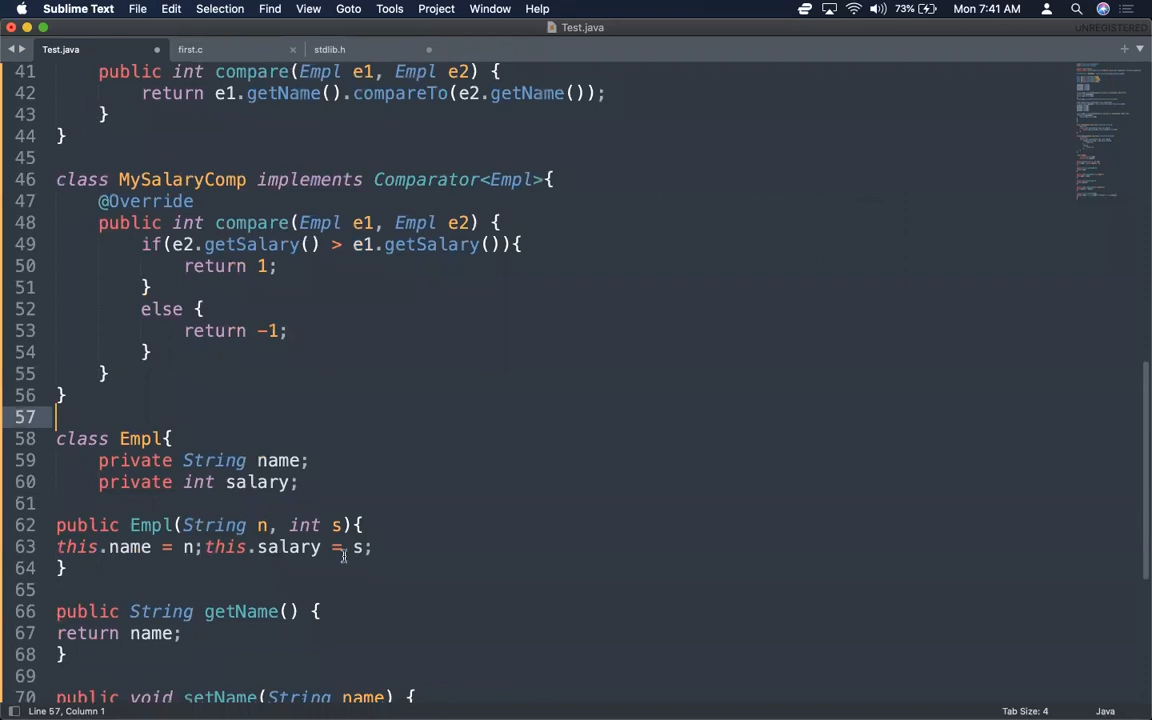 Sublime Text File Edit Selection Find View Goto Tools Project Window Help 73% Mon 7:41 AM
Test.java UNREGISTERED
Test.java first.c stdlib.h
41 public int compare(Empl e1, Empl e2) {
42 return e1.getName().compareTo(e2.getName());
43 }
44 }
45
46 class MySalaryComp implements Comparator<Empl>{
47 @Override
48 public int compare(Empl e1, Empl e2) {
49 if(e2.getSalary() > e1.getSalary()){
50 return 1;
51 }
52 else {
53 return -1;
54 }
55 }
56 }
57
58 class Empl{
59 private String name;
60 private int salary;
61
62 public Empl(String n, int s){
63 this.name = n;this.salary = s;
64 }
65
66 public String getName() {
67 return name;
68 }
69
70 public void setName(String name) {
Line 57, Column 1 Tab Size: 4 Java